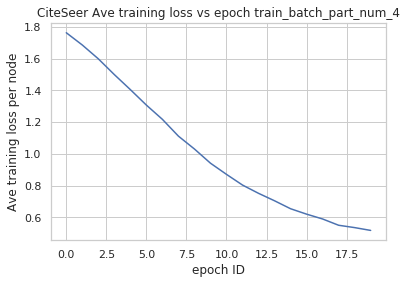 CiteSeer Ave training loss vs epoch train_batch_part_num_4
Ave training loss per node
1.8
1.6
1.4
1.2
1.0
0.8
0.6
0.0 2.5 5.0 7.5 10.0 12.5 15.0 17.5
epoch ID